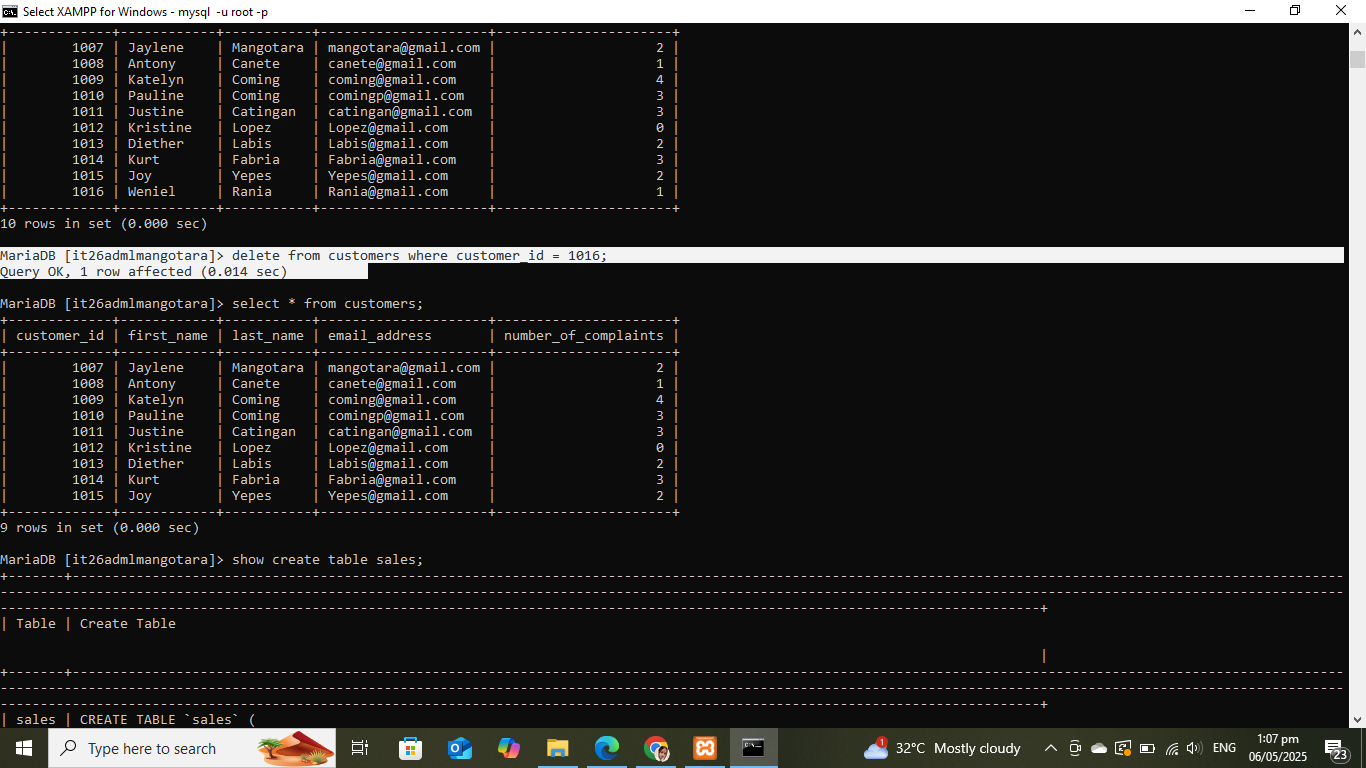 Select XAMPP for Windows - mysql  -u root -p
+-------------+------------+-----------+---------------------+----------------------+
|        1007 | Jaylene    | Mangotara | mangotara@gmail.com |                    2 |
|        1008 | Antony     | Canete    | canete@gmail.com    |                    1 |
|        1009 | Katelyn    | Coming    | coming@gmail.com    |                    4 |
|        1010 | Pauline    | Coming    | comingp@gmail.com   |                    3 |
|        1011 | Justine    | Catingan  | catingan@gmail.com  |                    3 |
|        1012 | Kristine   | Lopez     | Lopez@gmail.com     |                    0 |
|        1013 | Diether    | Labis     | Labis@gmail.com     |                    2 |
|        1014 | Kurt       | Fabria    | Fabria@gmail.com    |                    3 |
|        1015 | Joy        | Yepes     | Yepes@gmail.com     |                    2 |
|        1016 | Weniel     | Rania     | Rania@gmail.com     |                    1 |
+-------------+------------+-----------+---------------------+----------------------+
10 rows in set (0.000 sec)
MariaDB [it26admlmangotara]> delete from customers where customer_id = 1016;
Query OK, 1 row affected (0.014 sec)
MariaDB [it26admlmangotara]> select * from customers;
+-------------+------------+-----------+---------------------+----------------------+
| customer_id | first_name | last_name | email_address       | number_of_complaints |
+-------------+------------+-----------+---------------------+----------------------+
|        1007 | Jaylene    | Mangotara | mangotara@gmail.com |                    2 |
|        1008 | Antony     | Canete    | canete@gmail.com    |                    1 |
|        1009 | Katelyn    | Coming    | coming@gmail.com    |                    4 |
|        1010 | Pauline    | Coming    | comingp@gmail.com   |                    3 |
|        1011 | Justine    | Catingan  | catingan@gmail.com  |                    3 |
|        1012 | Kristine   | Lopez     | Lopez@gmail.com     |                    0 |
|        1013 | Diether    | Labis     | Labis@gmail.com     |                    2 |
|        1014 | Kurt       | Fabria    | Fabria@gmail.com    |                    3 |
|        1015 | Joy        | Yepes     | Yepes@gmail.com     |                    2 |
+-------------+------------+-----------+---------------------+----------------------+
9 rows in set (0.000 sec)
MariaDB [it26admlmangotara]> show create table sales;
| Table | Create Table
|
| sales | CREATE TABLE `sales` (
Type here to search
1
32°C Mostly cloudy
ENG
1:07 pm
06/05/2025
23